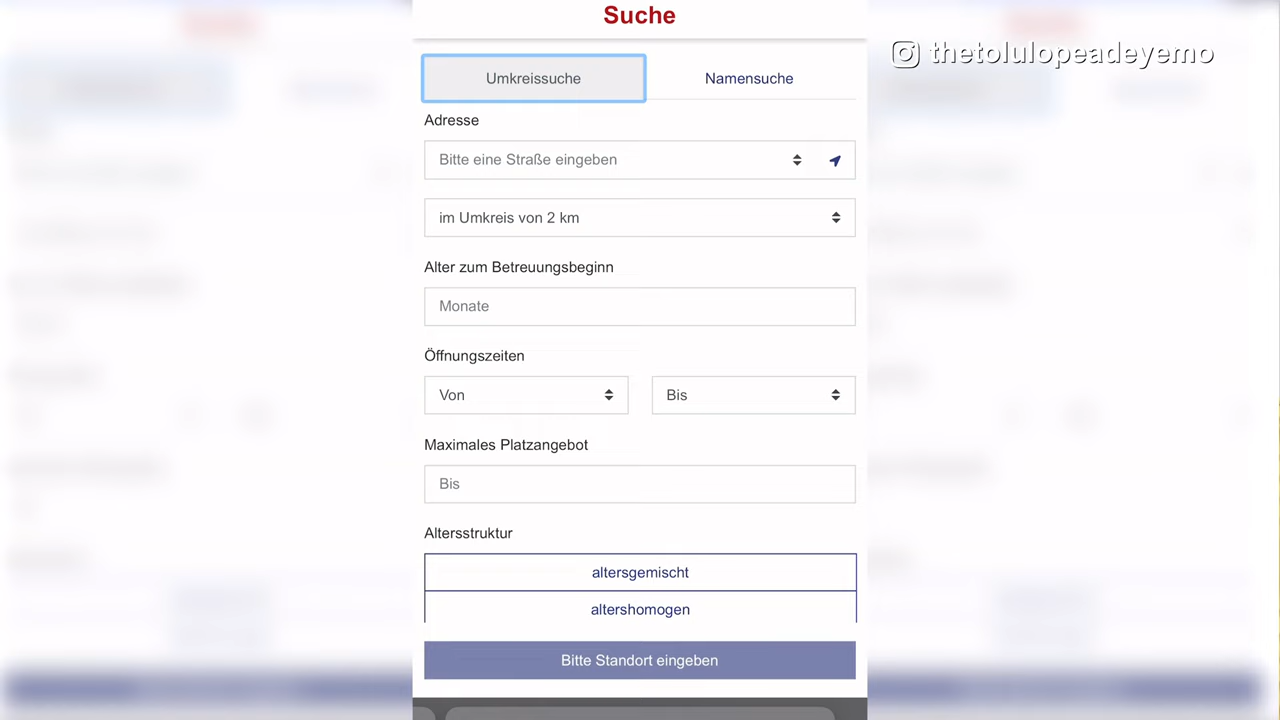 Suche
thetolulopeadeyemo
Umkreissuche
Namensuche
Adresse
Bitte eine Straße eingeben
im Umkreis von 2 km
Alter zum Betreuungsbeginn
Monate
Öffnungszeiten
Von
Bis
Maximales Platzangebot
Bis
Altersstruktur
altersgemischt
altershomogen
Bitte Standort eingeben